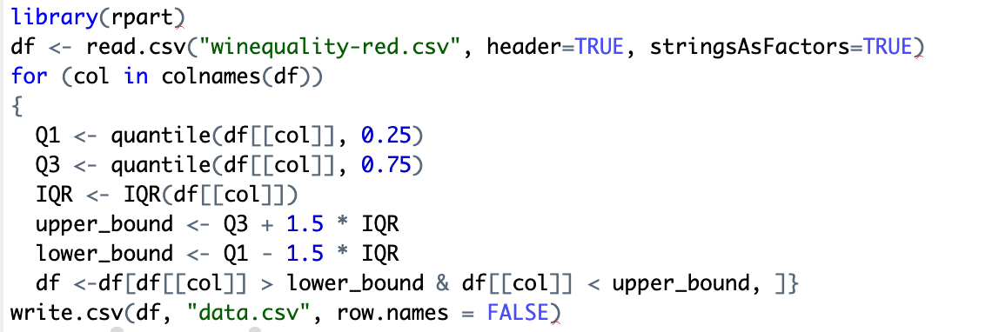 library(rpart)
df <- read.csv("winequality-red.csv", header=TRUE, stringsAsFactors=TRUE)
for (col in colnames(df))
{
  Q1 <- quantile(df[[col]], 0.25)
  Q3 <- quantile(df[[col]], 0.75)
  IQR <- IQR(df[[col]])
  upper_bound <- Q3 + 1.5 * IQR
  lower_bound <- Q1 - 1.5 * IQR
  df <-df[df[[col]] > lower_bound & df[[col]] < upper_bound, ]}
write.csv(df, "data.csv", row.names = FALSE)